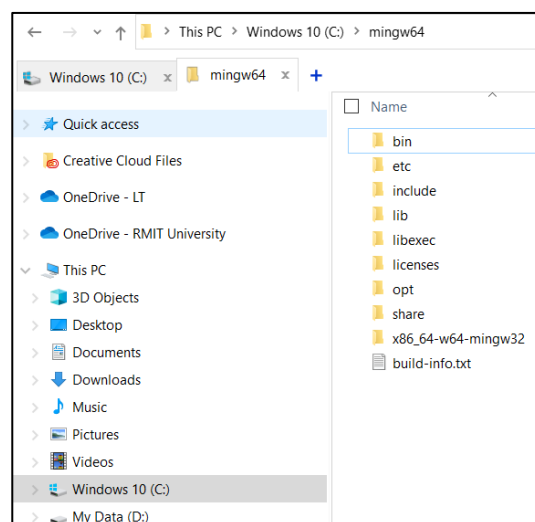 This PC > Windows 10 (C:) > mingw64
Windows 10 (C:) x mingw64 x +
Quick access
Creative Cloud Files
OneDrive - LT
OneDrive - RMIT University
This PC
3D Objects
Desktop
Documents
Downloads
Music
Pictures
Videos
Windows 10 (C:)
My Data (D:)
Name
bin
etc
include
lib
libexec
licenses
opt
share
x86_64-w64-mingw32
build-info.txt